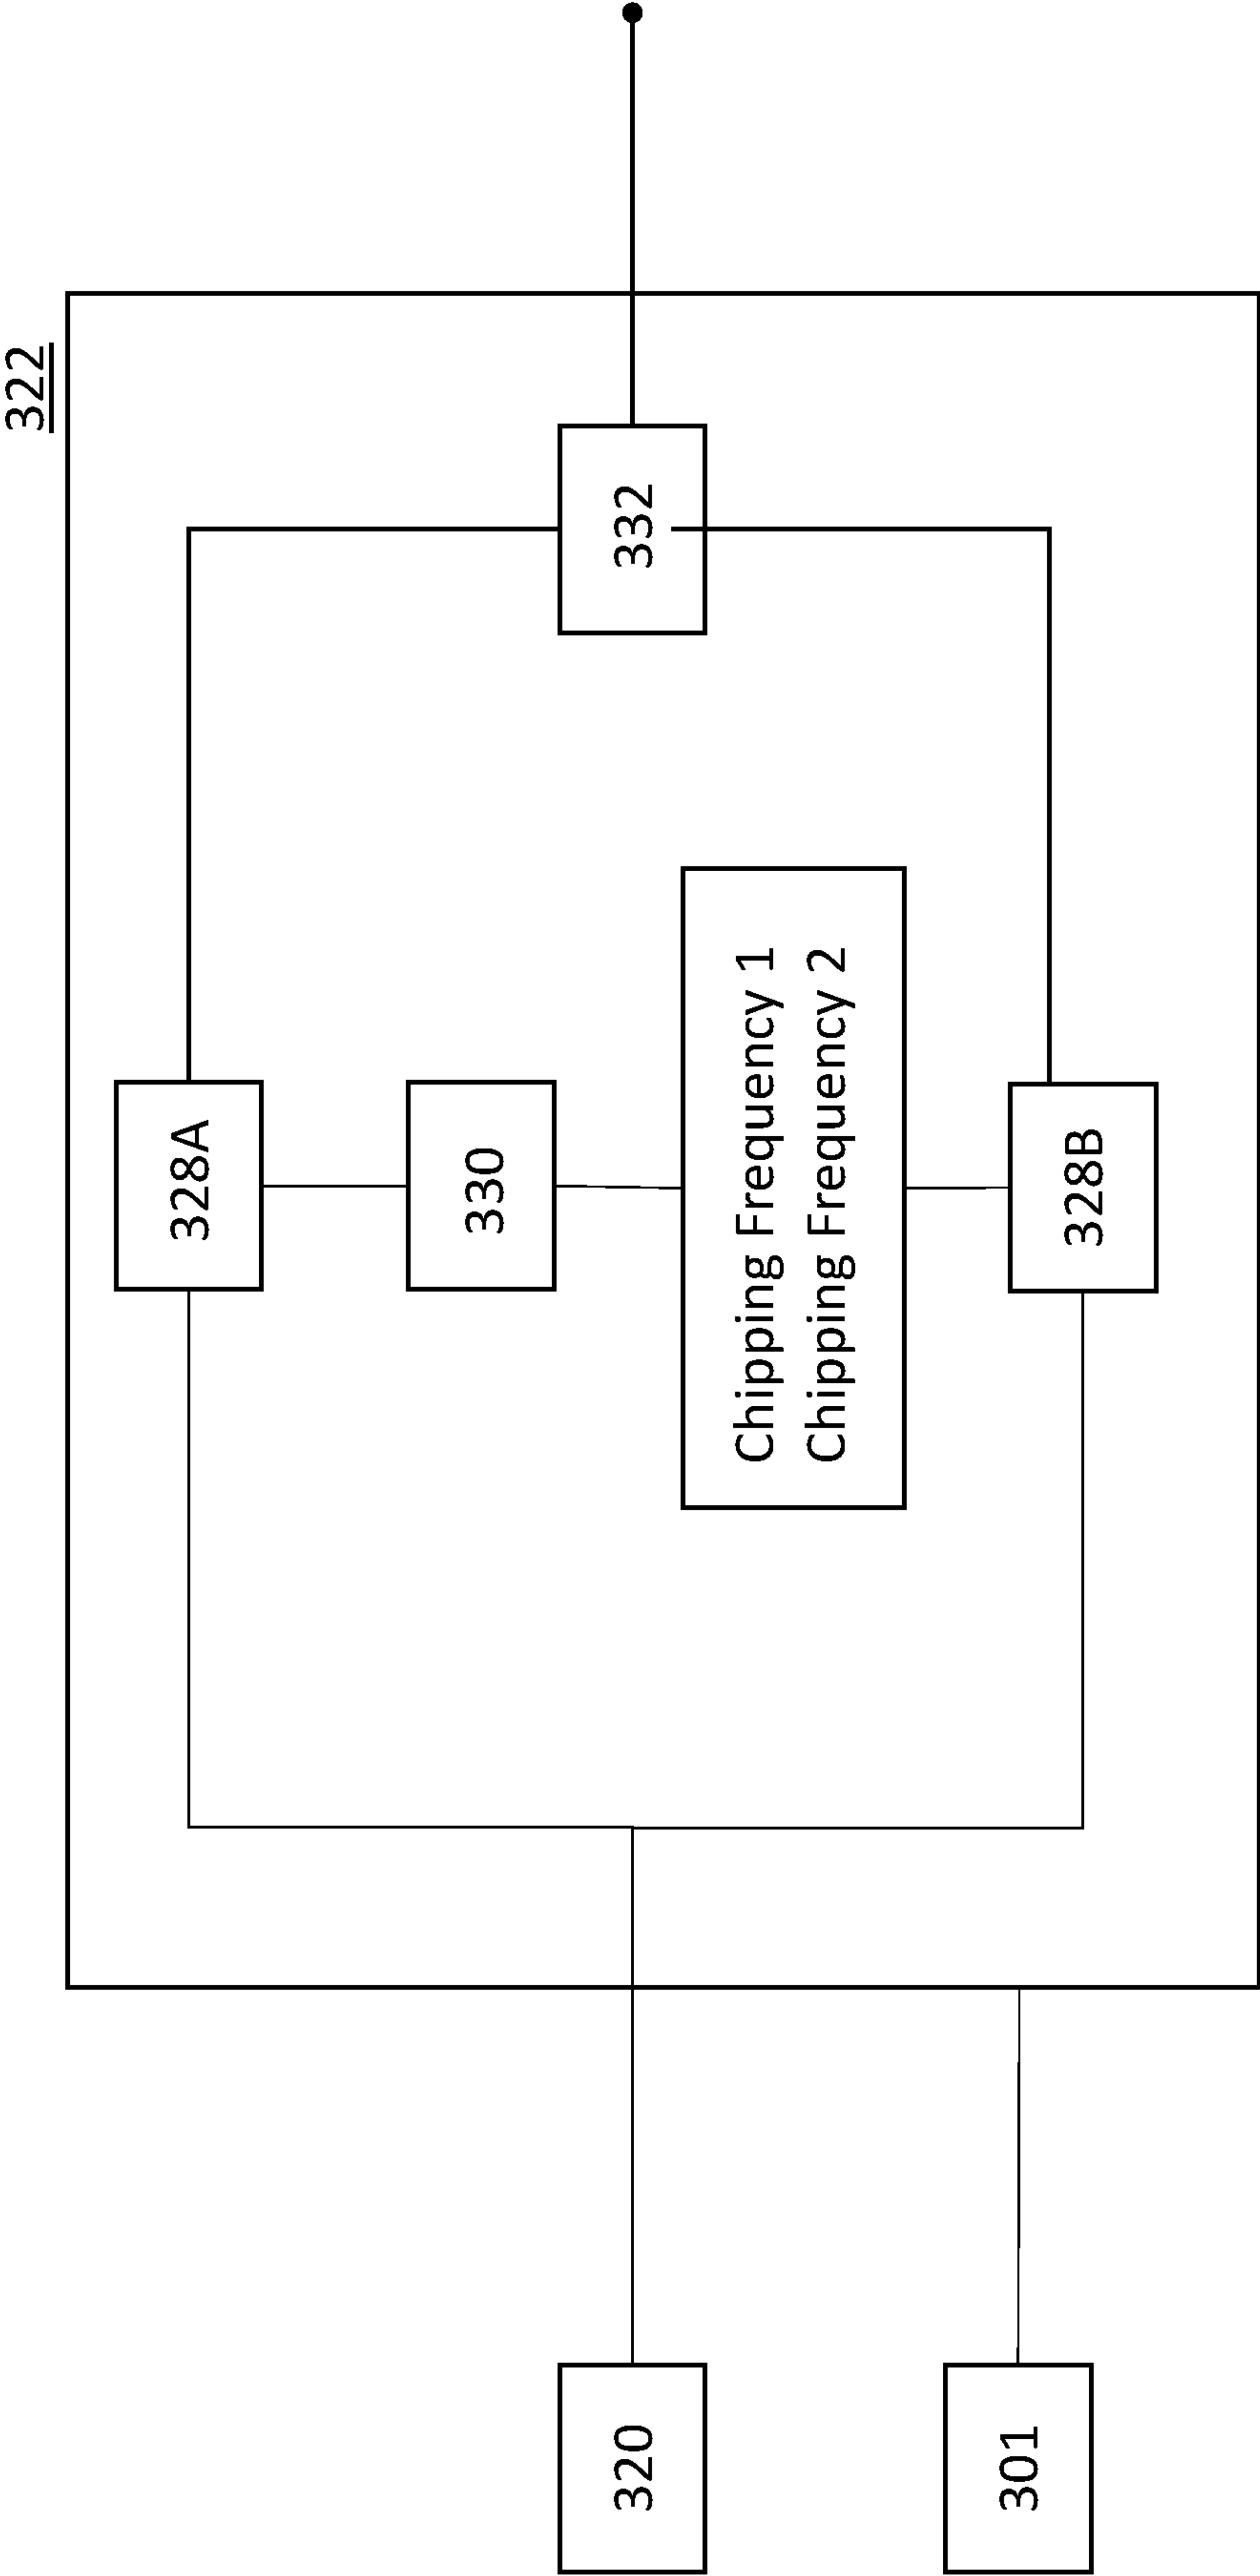 322
328A
330
332
320
Chipping Frequency 1
Chipping Frequency 2
301
328B